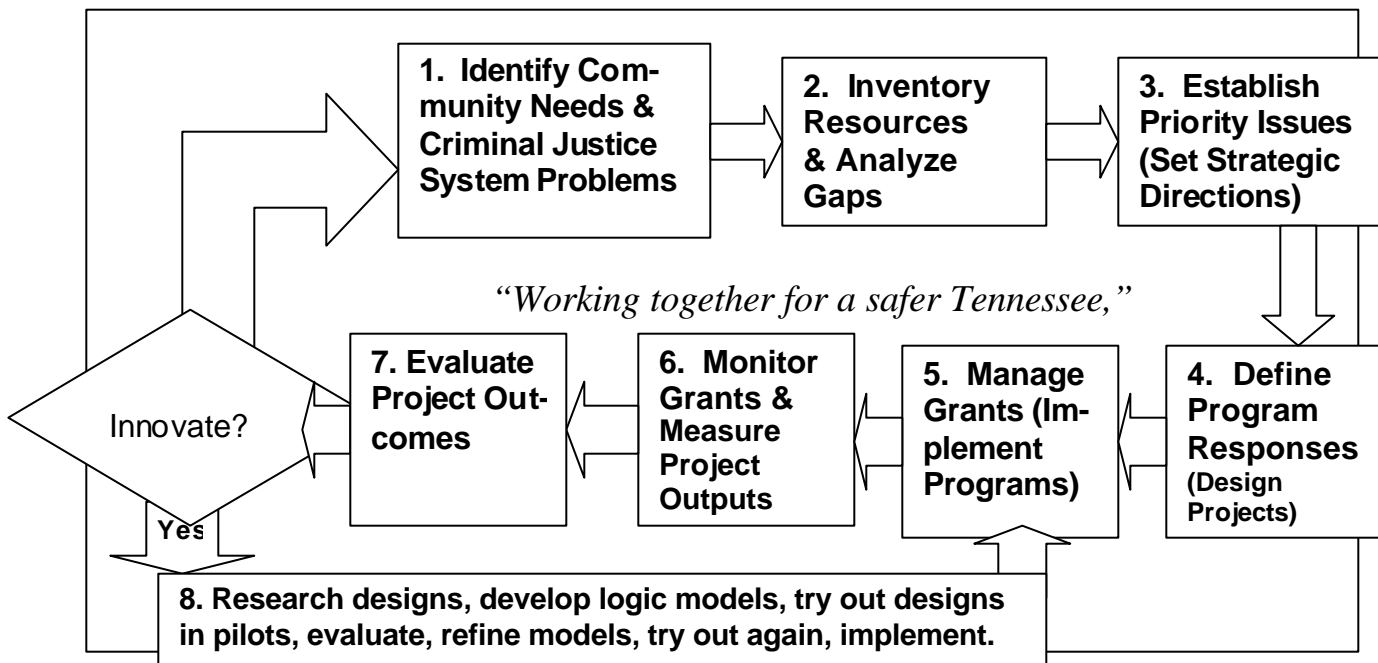 1. Identify Com-
munity Needs &
Criminal Justice
System Problems
2. Inventory
Resources
& Analyze
Gaps
3. Establish
Priority Issues
(Set Strategic
Directions)
“Working together for a safer Tennessee,”
4. Define
Program
Responses
(Design
Projects)
5. Manage
Grants (Im-
plement
Programs)
6. Monitor
Grants &
Measure
Project
Outputs
7. Evaluate
Project Out-
comes
Innovate?
Yes
8. Research designs, develop logic models, try out designs
in pilots, evaluate, refine models, try out again, implement.